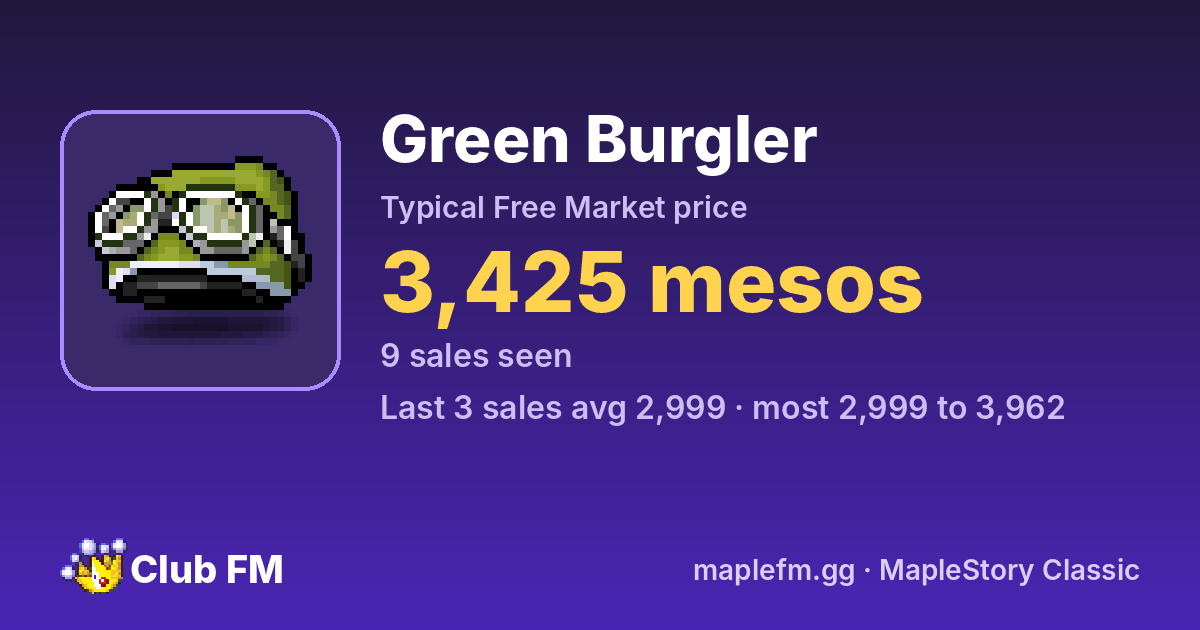 Green Burgler
Typical Free Market price
3,425 mesos
9 sales seen
Last 3 sales avg 2,999 · most 2,999 to 3,962
Club FM
maplefm.gg · MapleStory Classic